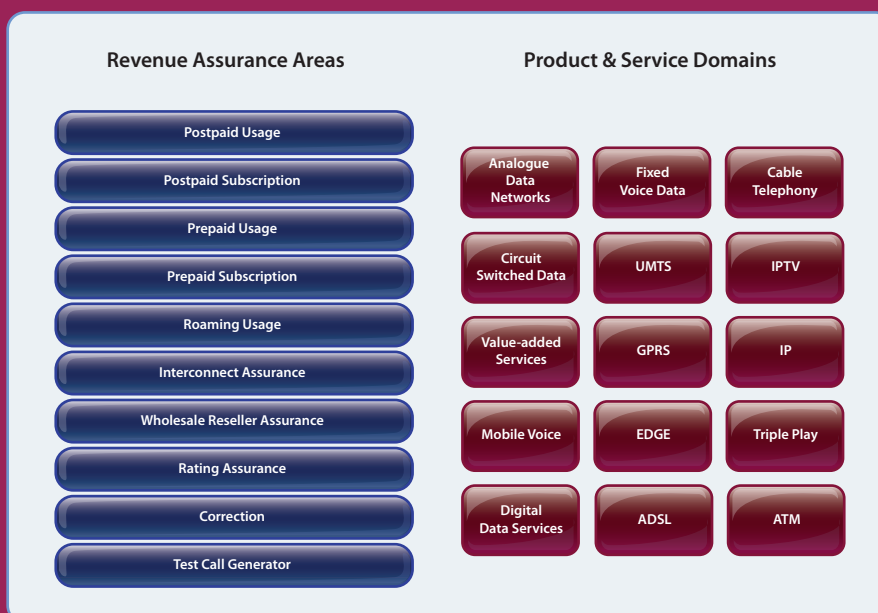 Revenue Assurance Areas
Postpaid Usage
Postpaid Subscription
Prepaid Usage
Prepaid Subscription
Roaming Usage
Interconnect Assurance
Wholesale Reseller Assurance
Rating Assurance
Correction
Test Call Generator
Product & Service Domains
Analogue
Data
Networks
Fixed
Voice Data
Cable
Telephony
Circuit
Switched Data
UMTS
IPTV
Value-added
Services
GPRS
IP
Mobile Voice
EDGE
Triple Play
Digital
Data Services
ADSL
ATM